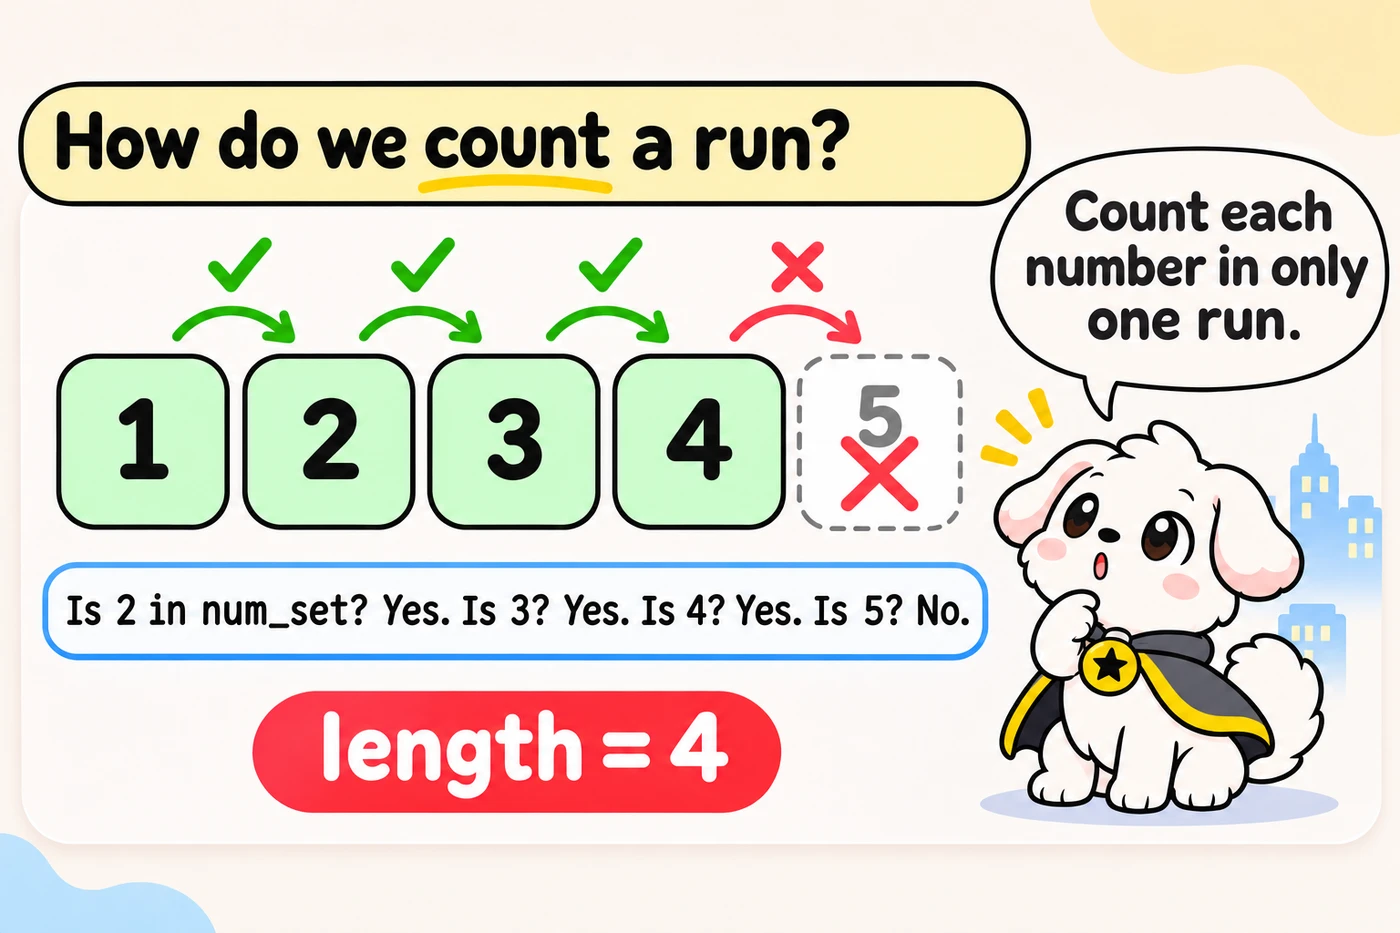 How do we count a run?
Count each
number in only
one run.
1 2 3 4 5
Is 2 in num_set? Yes. Is 3? Yes. Is 4? Yes. Is 5? No.
length = 4